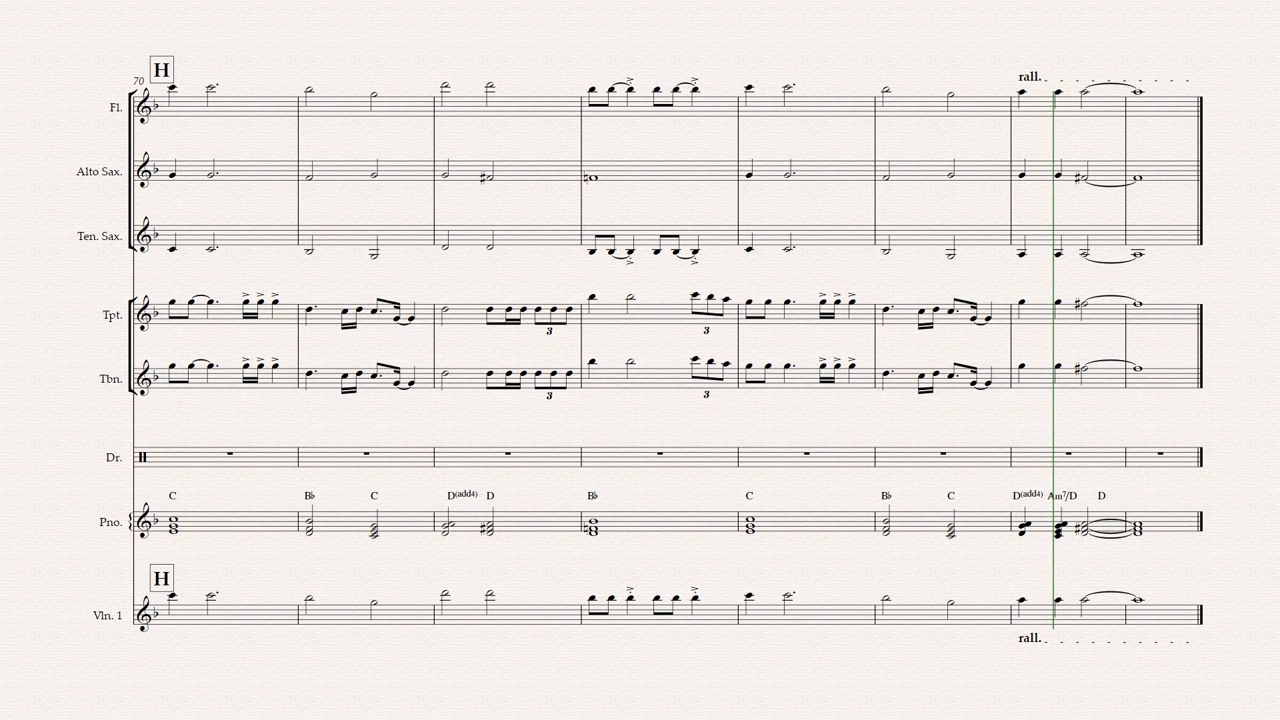 H
70
rall.
Fl.
Alto Sax.
Ten. Sax.
Tpt.
3 3
Tbn.
3 3
Dr.
C B♭ C D(add4) D B♭ C B♭ C D(add4) Am7/D D
Pno.
H
Vln. 1
rall.